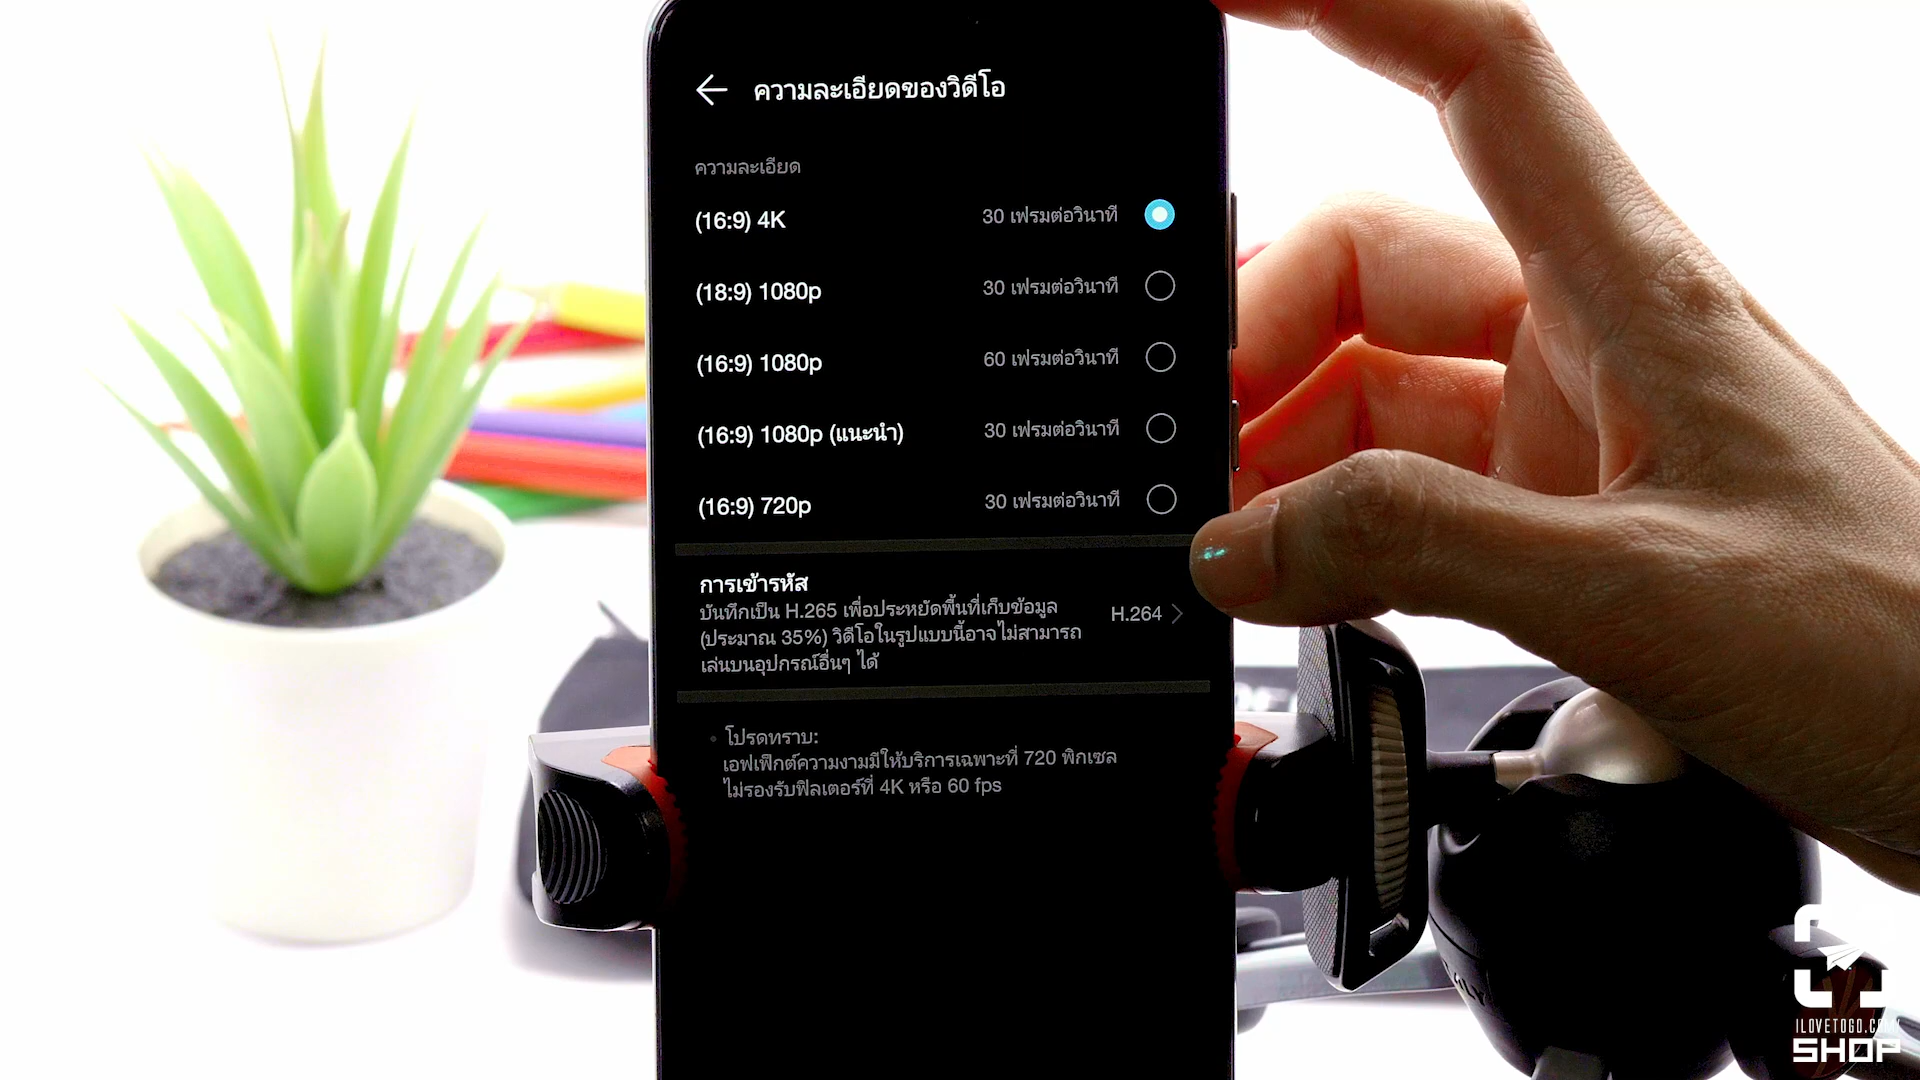 ความละเอียดของวิดีโอ
ความละเอียด
(16:9) 4K 30 เฟรมต่อวินาที
(18:9) 1080p 30 เฟรมต่อวินาที
(16:9) 1080p 60 เฟรมต่อวินาที
(16:9) 1080p (แนะนำ) 30 เฟรมต่อวินาที
(16:9) 720p 30 เฟรมต่อวินาที
การเข้ารหัส
บันทึกเป็น H.265 เพื่อประหยัดพื้นที่เก็บข้อมูล
(ประมาณ 35%) วิดีโอในรูปแบบนี้อาจไม่สามารถ
เล่นบนอุปกรณ์อื่นๆ ได้
H.264
โปรดทราบ:
เอฟเฟ็กต์ความงามมีให้บริการเฉพาะที่ 720 พิกเซล
ไม่รองรับฟิลเตอร์ที่ 4K หรือ 60 fps
ILOVETOGO.COM
SHOP